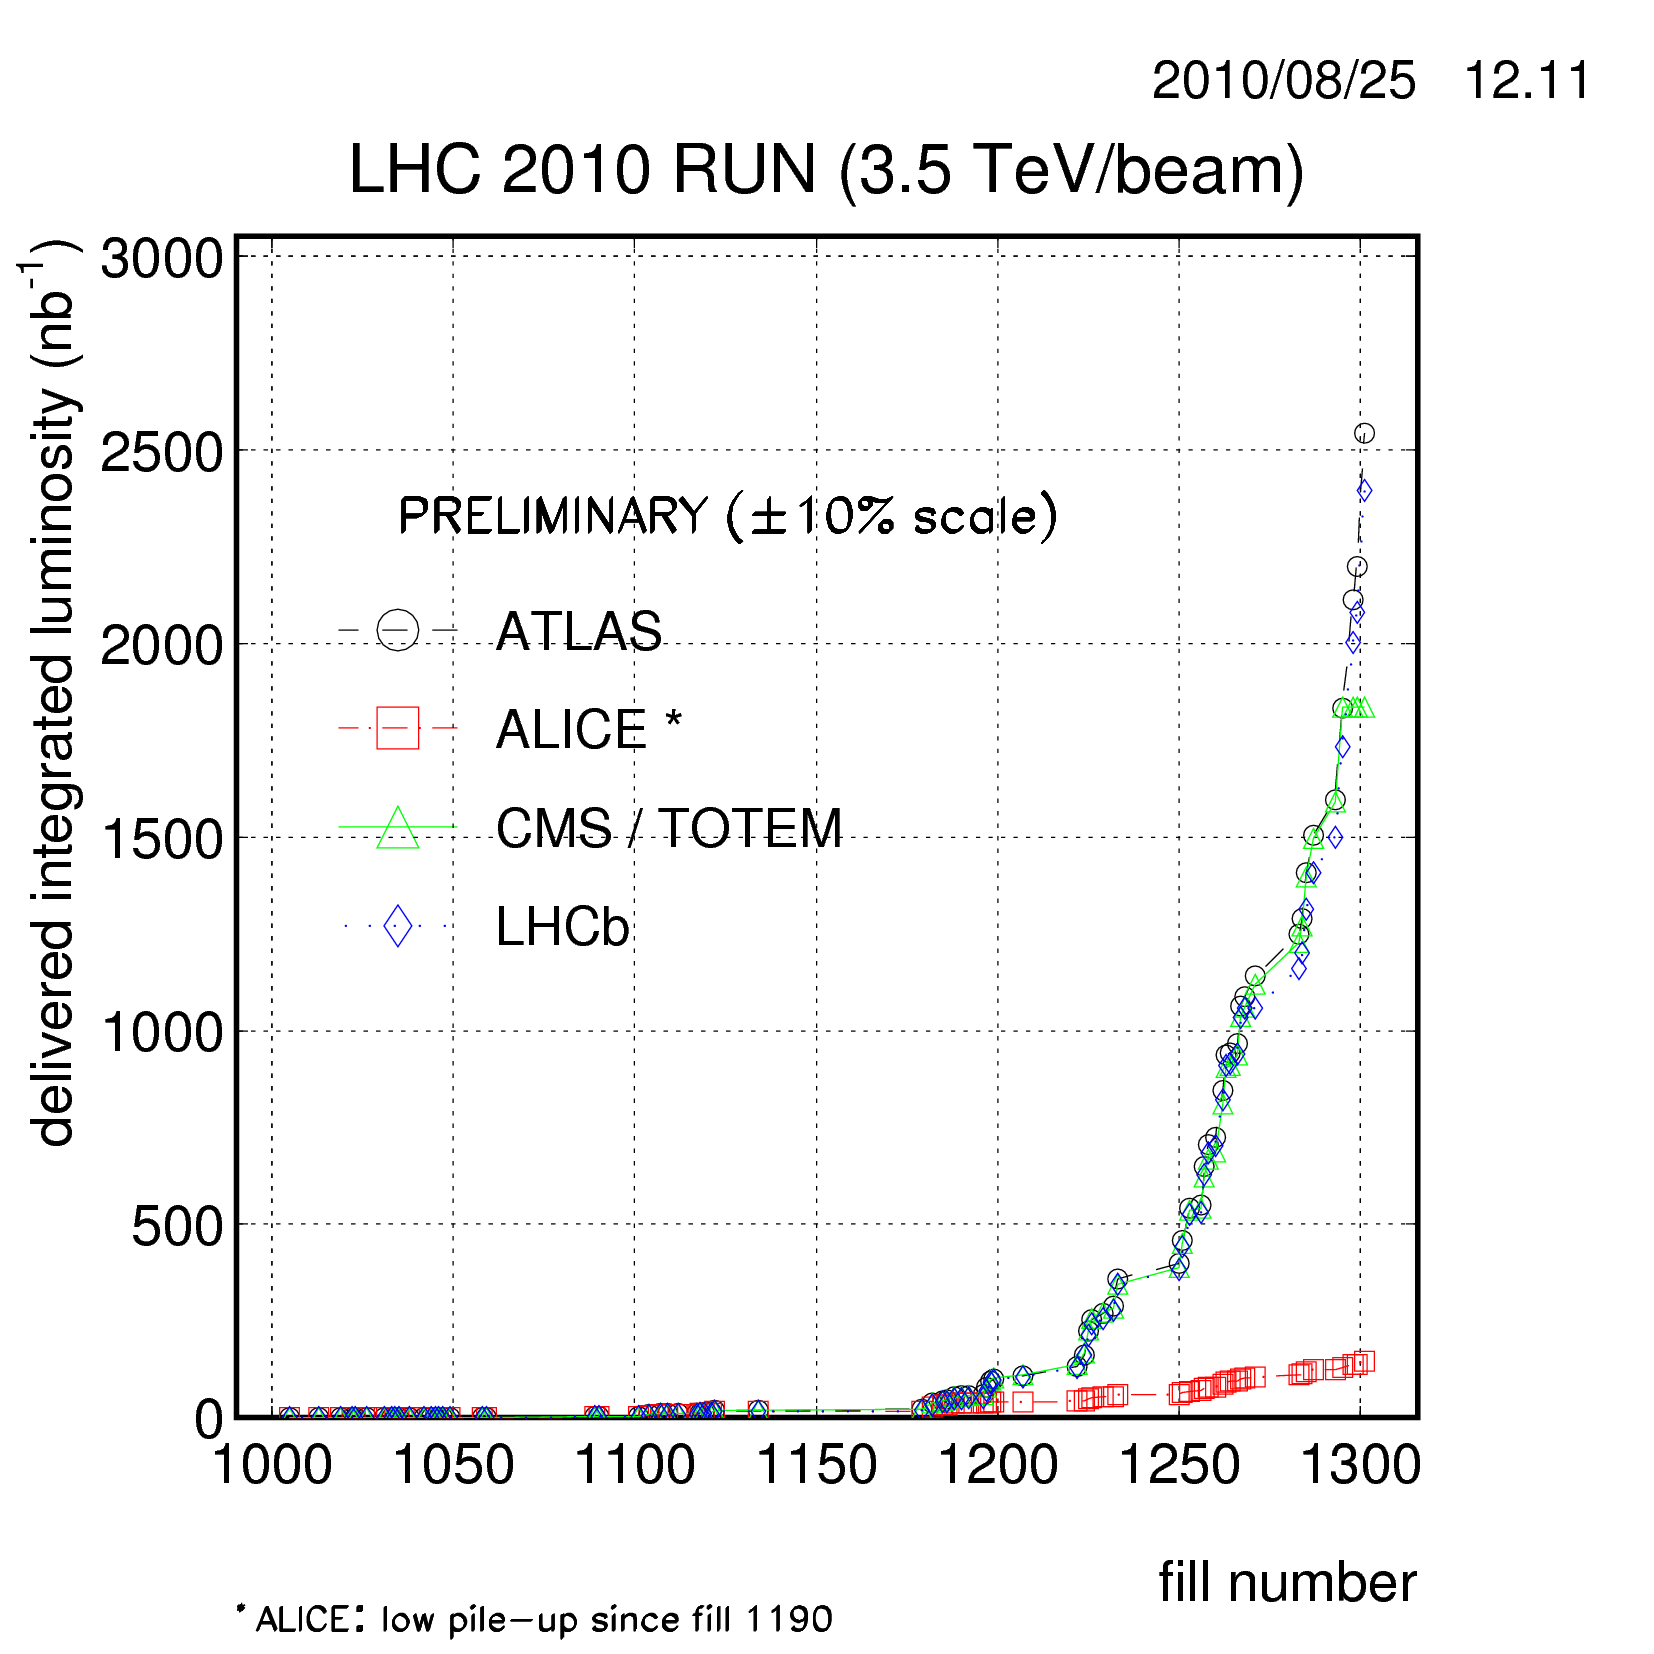 2010/08/25 12.11
LHC 2010 RUN (3.5 TeV/beam)
delivered integrated luminosity (nb-1)
3000
2500
2000
1500
1000
500
0
PRELIMINARY (±10% scale)
ATLAS
ALICE *
CMS / TOTEM
LHCb
1000 1050 1100 1150 1200 1250 1300
fill number
* ALICE: low pile-up since fill 1190